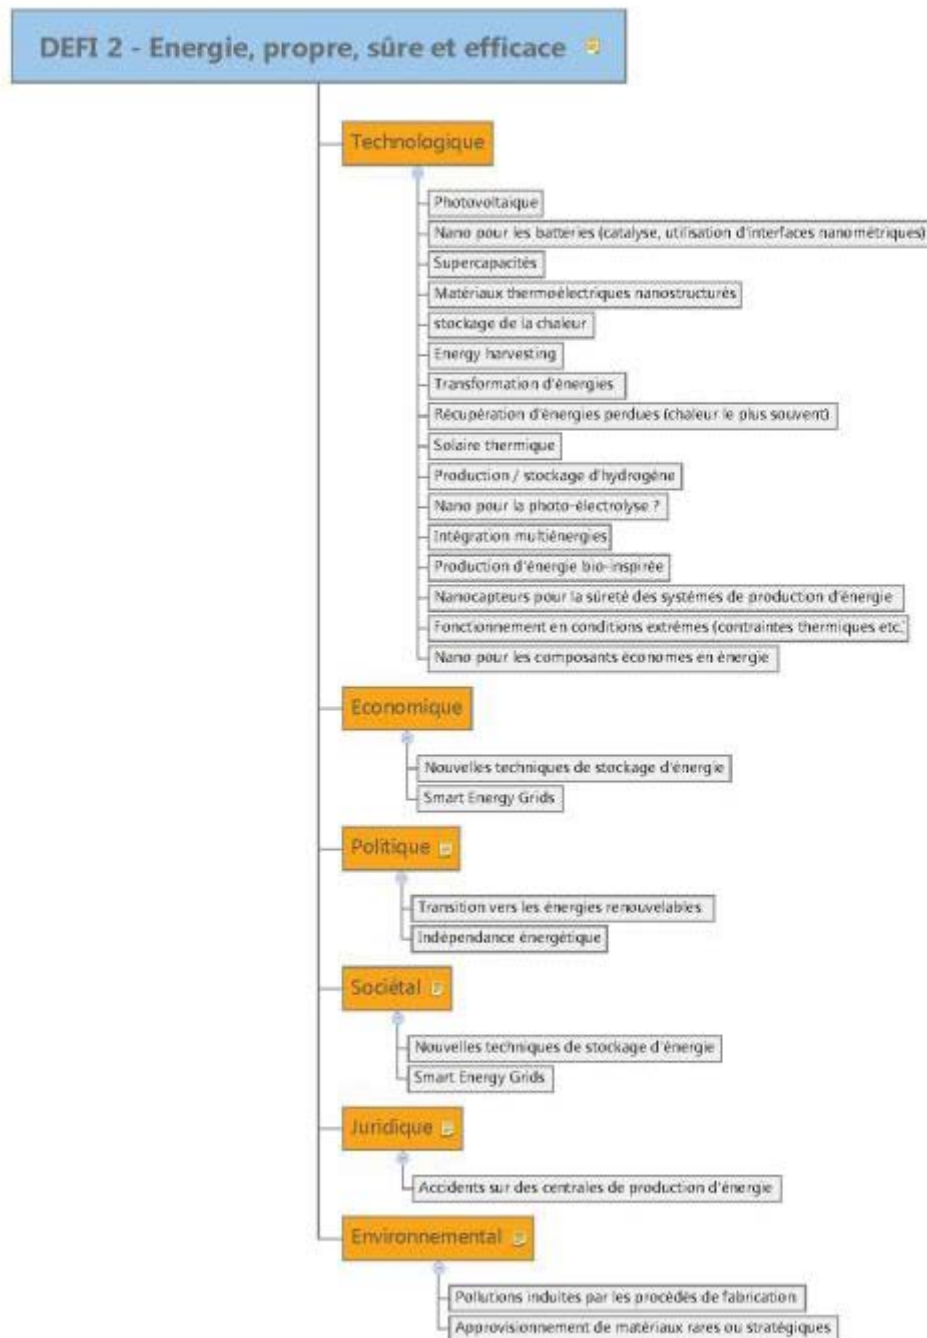 DEFI 2 - Energie, propre, sûre et efficace
Technologique
Photovoltaique
Nano pour les batteries (catalyse, utilisation d'interfaces nanométriques)
Supercapacités
Matériaux thermoélectriques nanostructurés
stockage de la chaleur
Energy harvesting
Transformation d'énergies
Récupération d'énergies perdues (chaleur le plus souvent)
Solaire thermique
Production / stockage d'hydrogène
Nano pour la photo-électrolyse ?
Intégration multiénergies
Production d'énergie bio-inspirée
Nanocapteurs pour la sûreté des systèmes de production d'énergie
Fonctionnement en conditions extrêmes (contraintes thermiques etc.)
Nano pour les composants économes en énergie
Economique
Nouvelles techniques de stockage d'énergie
Smart Energy Grids
Politique
Transition vers les énergies renouvelables
Indépendance énergétique
Sociétal
Nouvelles techniques de stockage d'énergie
Smart Energy Grids
Juridique
Accidents sur des centrales de production d'énergie
Environnemental
Pollutions induites par les procédés de fabrication
Approvisionnement de matériaux rares ou stratégiques